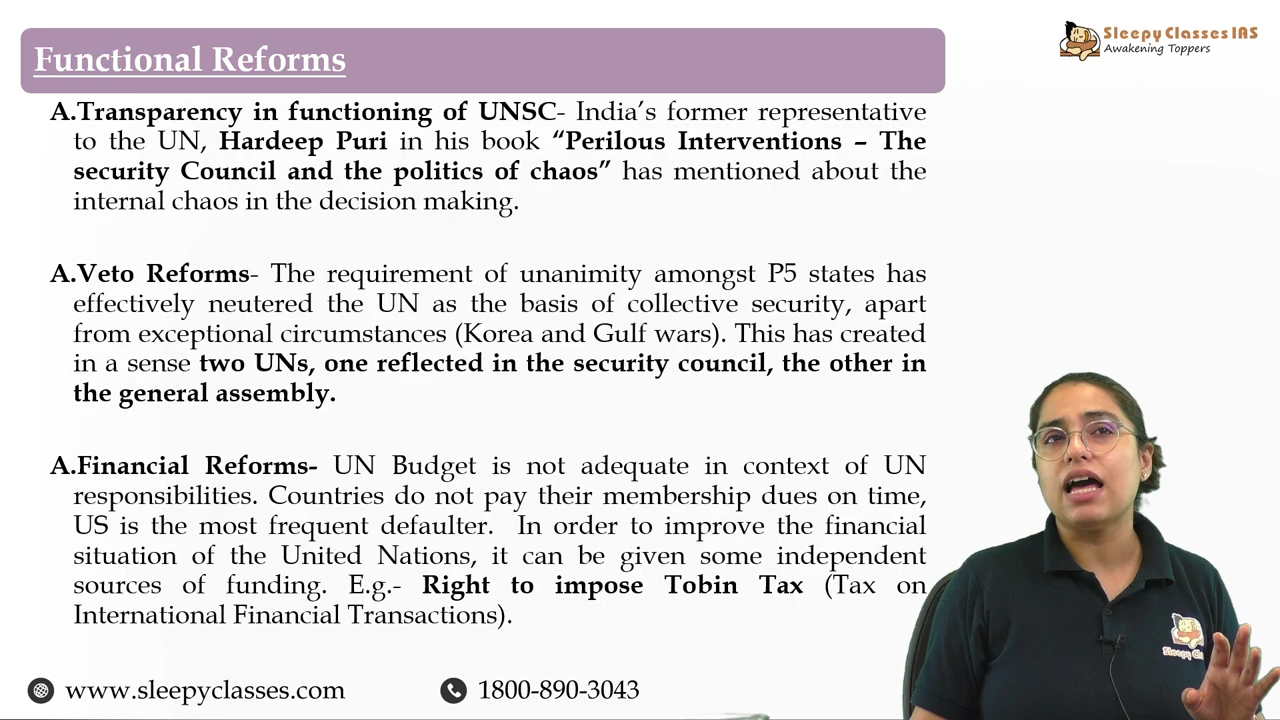 Functional Reforms
Sleepy Classes IAS
Awakening Toppers
A.Transparency in functioning of UNSC- India’s former representative
to the UN, Hardeep Puri in his book “Perilous Interventions – The
security Council and the politics of chaos” has mentioned about the
internal chaos in the decision making.
A.Veto Reforms- The requirement of unanimity amongst P5 states has
effectively neutered the UN as the basis of collective security, apart
from exceptional circumstances (Korea and Gulf wars). This has created
in a sense two UNs, one reflected in the security council, the other in
the general assembly.
A.Financial Reforms- UN Budget is not adequate in context of UN
responsibilities. Countries do not pay their membership dues on time,
US is the most frequent defaulter. In order to improve the financial
situation of the United Nations, it can be given some independent
sources of funding. E.g.- Right to impose Tobin Tax (Tax on
International Financial Transactions).
www.sleepyclasses.com
1800-890-3043